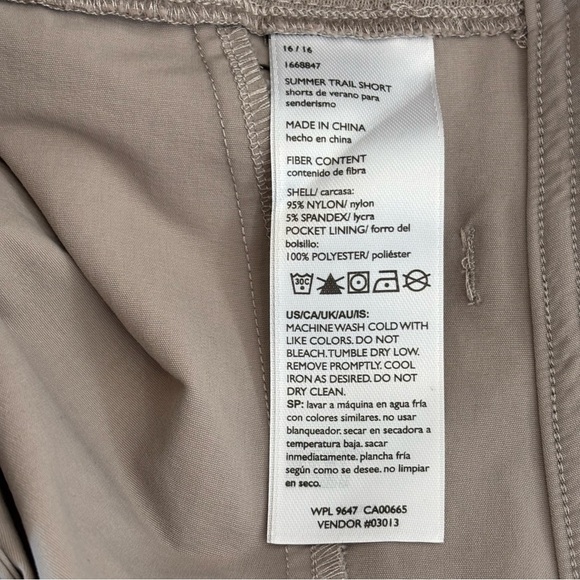 16 / 16
1668847
SUMMER TRAIL SHORT
shorts de verano para
senderismo
MADE IN CHINA
hecho en china
FIBER CONTENT
contenido de fibra
SHELL/ carcasa:
95% NYLON/ nylon
5% SPANDEX/ lycra
POCKET LINING/ forro del
bolsillo:
100% POLYESTER/ poliéster
30C
US/CA/UK/AU/IS:
MACHINE WASH COLD WITH
LIKE COLORS. DO NOT
BLEACH. TUMBLE DRY LOW.
REMOVE PROMPTLY. COOL
IRON AS DESIRED. DO NOT
DRY CLEAN.
SP: lavar a máquina en agua fría
con colores similares. no usar
blanqueador. secar en secadora a
temperatura baja. sacar
inmediatamente. plancha fría
según como se desee. no limpiar
en seco.
WPL 9647 CA00665
VENDOR #03013